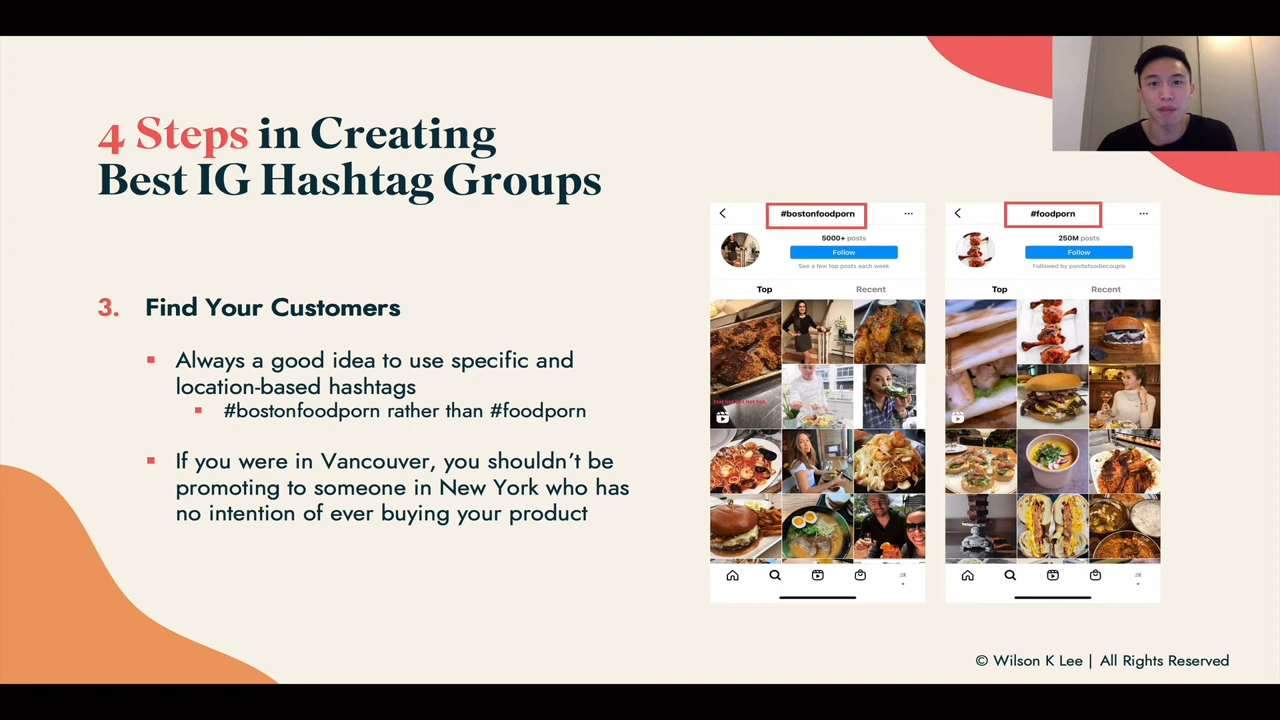 4 Steps in Creating
Best IG Hashtag Groups
3. Find Your Customers
Always a good idea to use specific and
location-based hashtags
#bostonfoodporn rather than #foodporn
If you were in Vancouver, you shouldn't be
promoting to someone in New York who has
no intention of ever buying your product
#bostonfoodporn
5000+ posts
Follow
See a few top posts each week
Top Recent
#foodporn
250M posts
Follow
Followed by pandafoodiecouple
Top Recent
© Wilson K Lee | All Rights Reserved